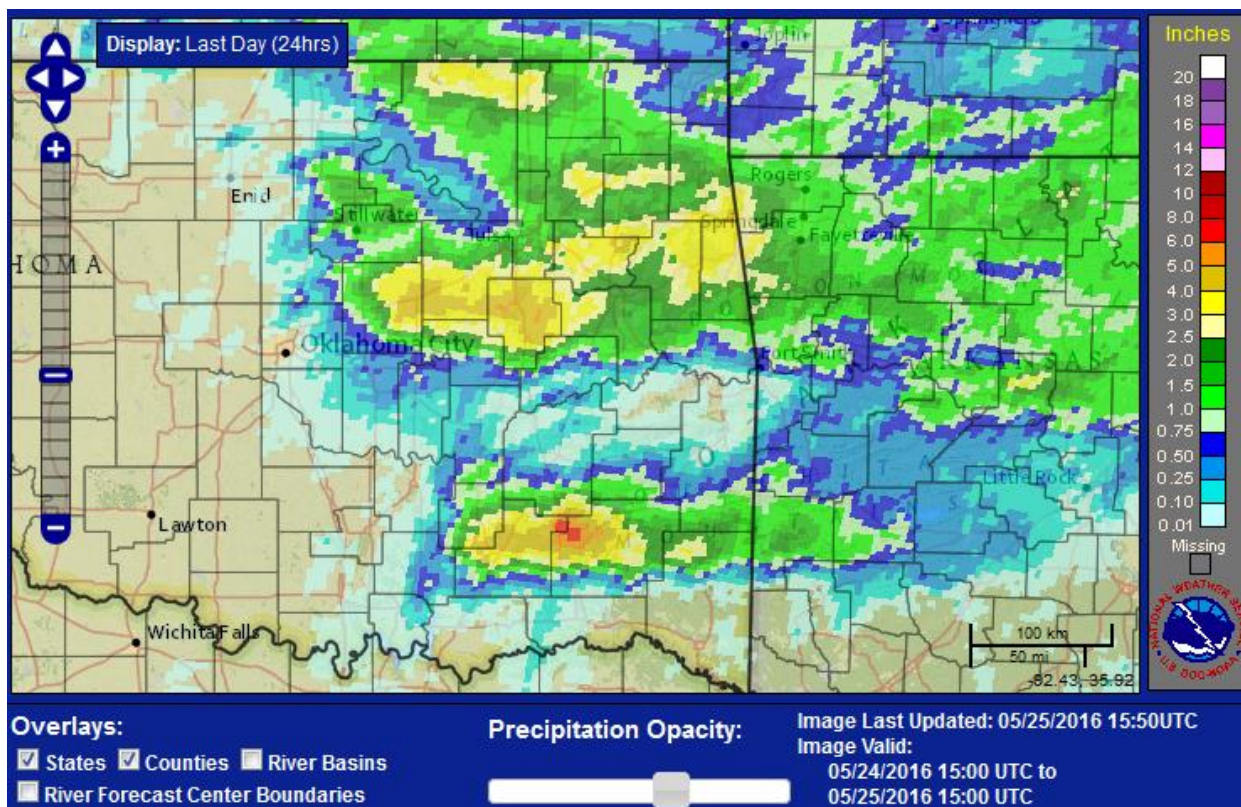 Display: Last Day (24hrs)
Joplin
Springfield
Enid
Stillwater
Tulsa
Rogers
Springdale
Fayetteville
HOMA
Oklahoma City
Fort Smith
ARKANSAS
Little Rock
Lawton
Wichita Falls
100 km
50 mi
-92.43, 35.92
Inches
20
18
16
14
12
10
8.0
6.0
5.0
4.0
3.0
2.5
2.0
1.5
1.0
0.75
0.50
0.25
0.10
0.01
Missing
NATIONAL WEATHER SERVICE
Overlays:
States Counties River Basins
River Forecast Center Boundaries
Precipitation Opacity:
Image Last Updated: 05/25/2016 15:50UTC
Image Valid:
05/24/2016 15:00 UTC to
05/25/2016 15:00 UTC